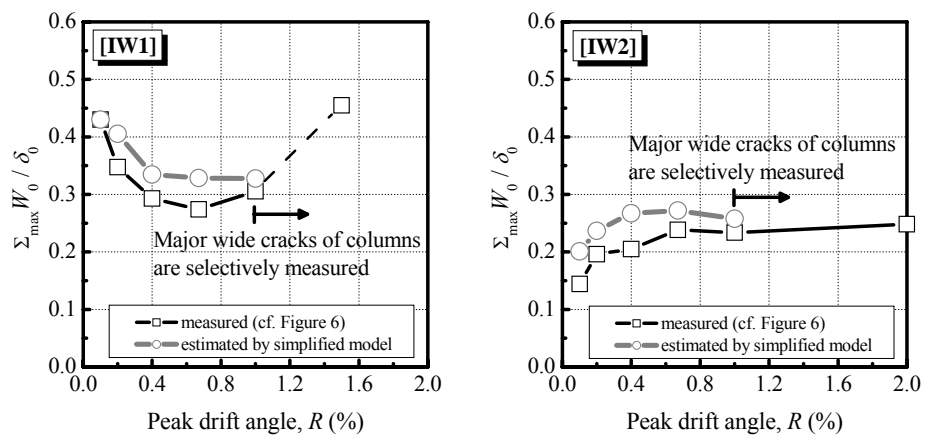 [IW1]
0.6
0.5
0.4
0.3
0.2
0.1
0.0
Σmax W0 / δ0
Major wide cracks of columns
are selectively measured
measured (cf. Figure 6)
estimated by simplified model
0.0 0.4 0.8 1.2 1.6 2.0
Peak drift angle, R (%)
[IW2]
0.6
0.5
0.4
0.3
0.2
0.1
0.0
Σmax W0 / δ0
Major wide cracks of columns
are selectively measured
measured (cf. Figure 6)
estimated by simplified model
0.0 0.4 0.8 1.2 1.6 2.0
Peak drift angle, R (%)